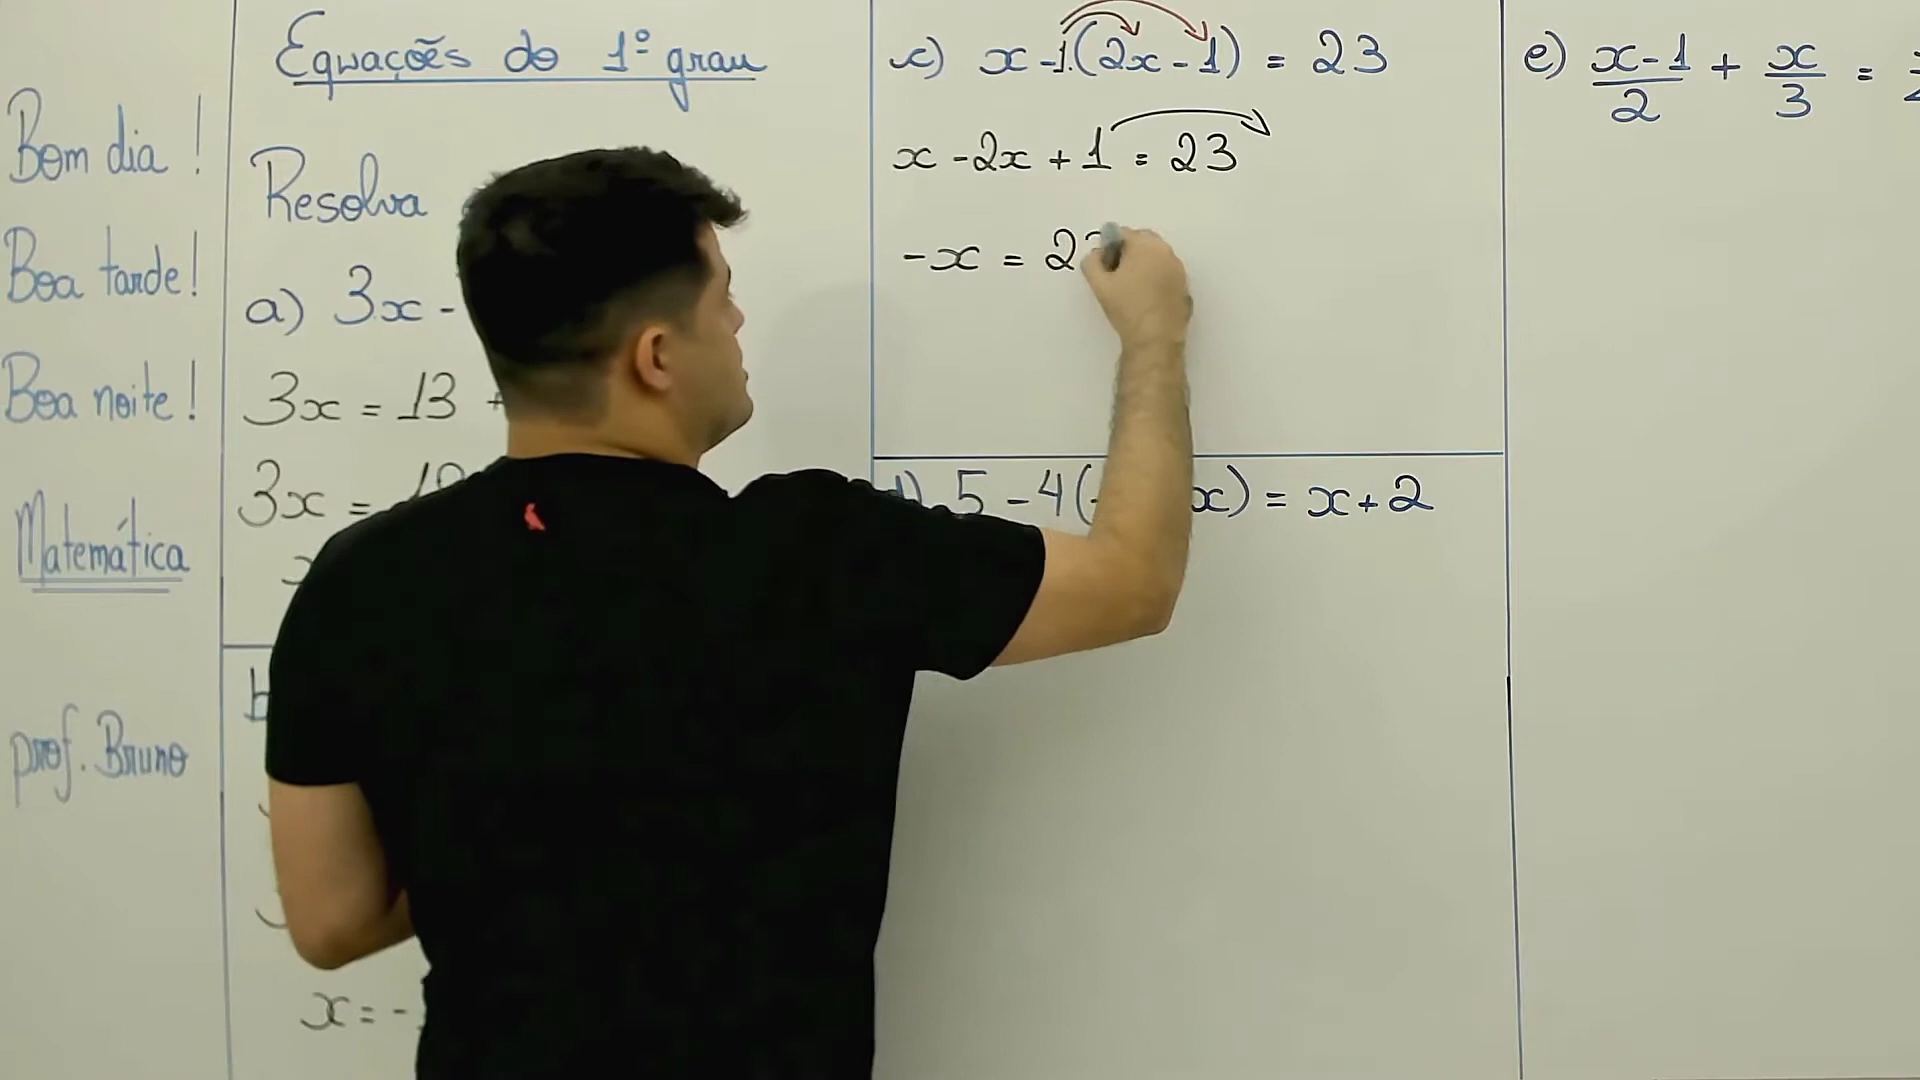 Bom dia !
Boa tarde!
Boa noite!
Matemática
prof. Bruno
Equações do 1º grau
Resolva
a) 3x -
3x = 13 +
3x =
x = -
c) x - 1.(2x - 1) = 23
x - 2x + 1 = 23
-x = 23
5 - 4( x) = x + 2
e) x-1/2 + x/3 =